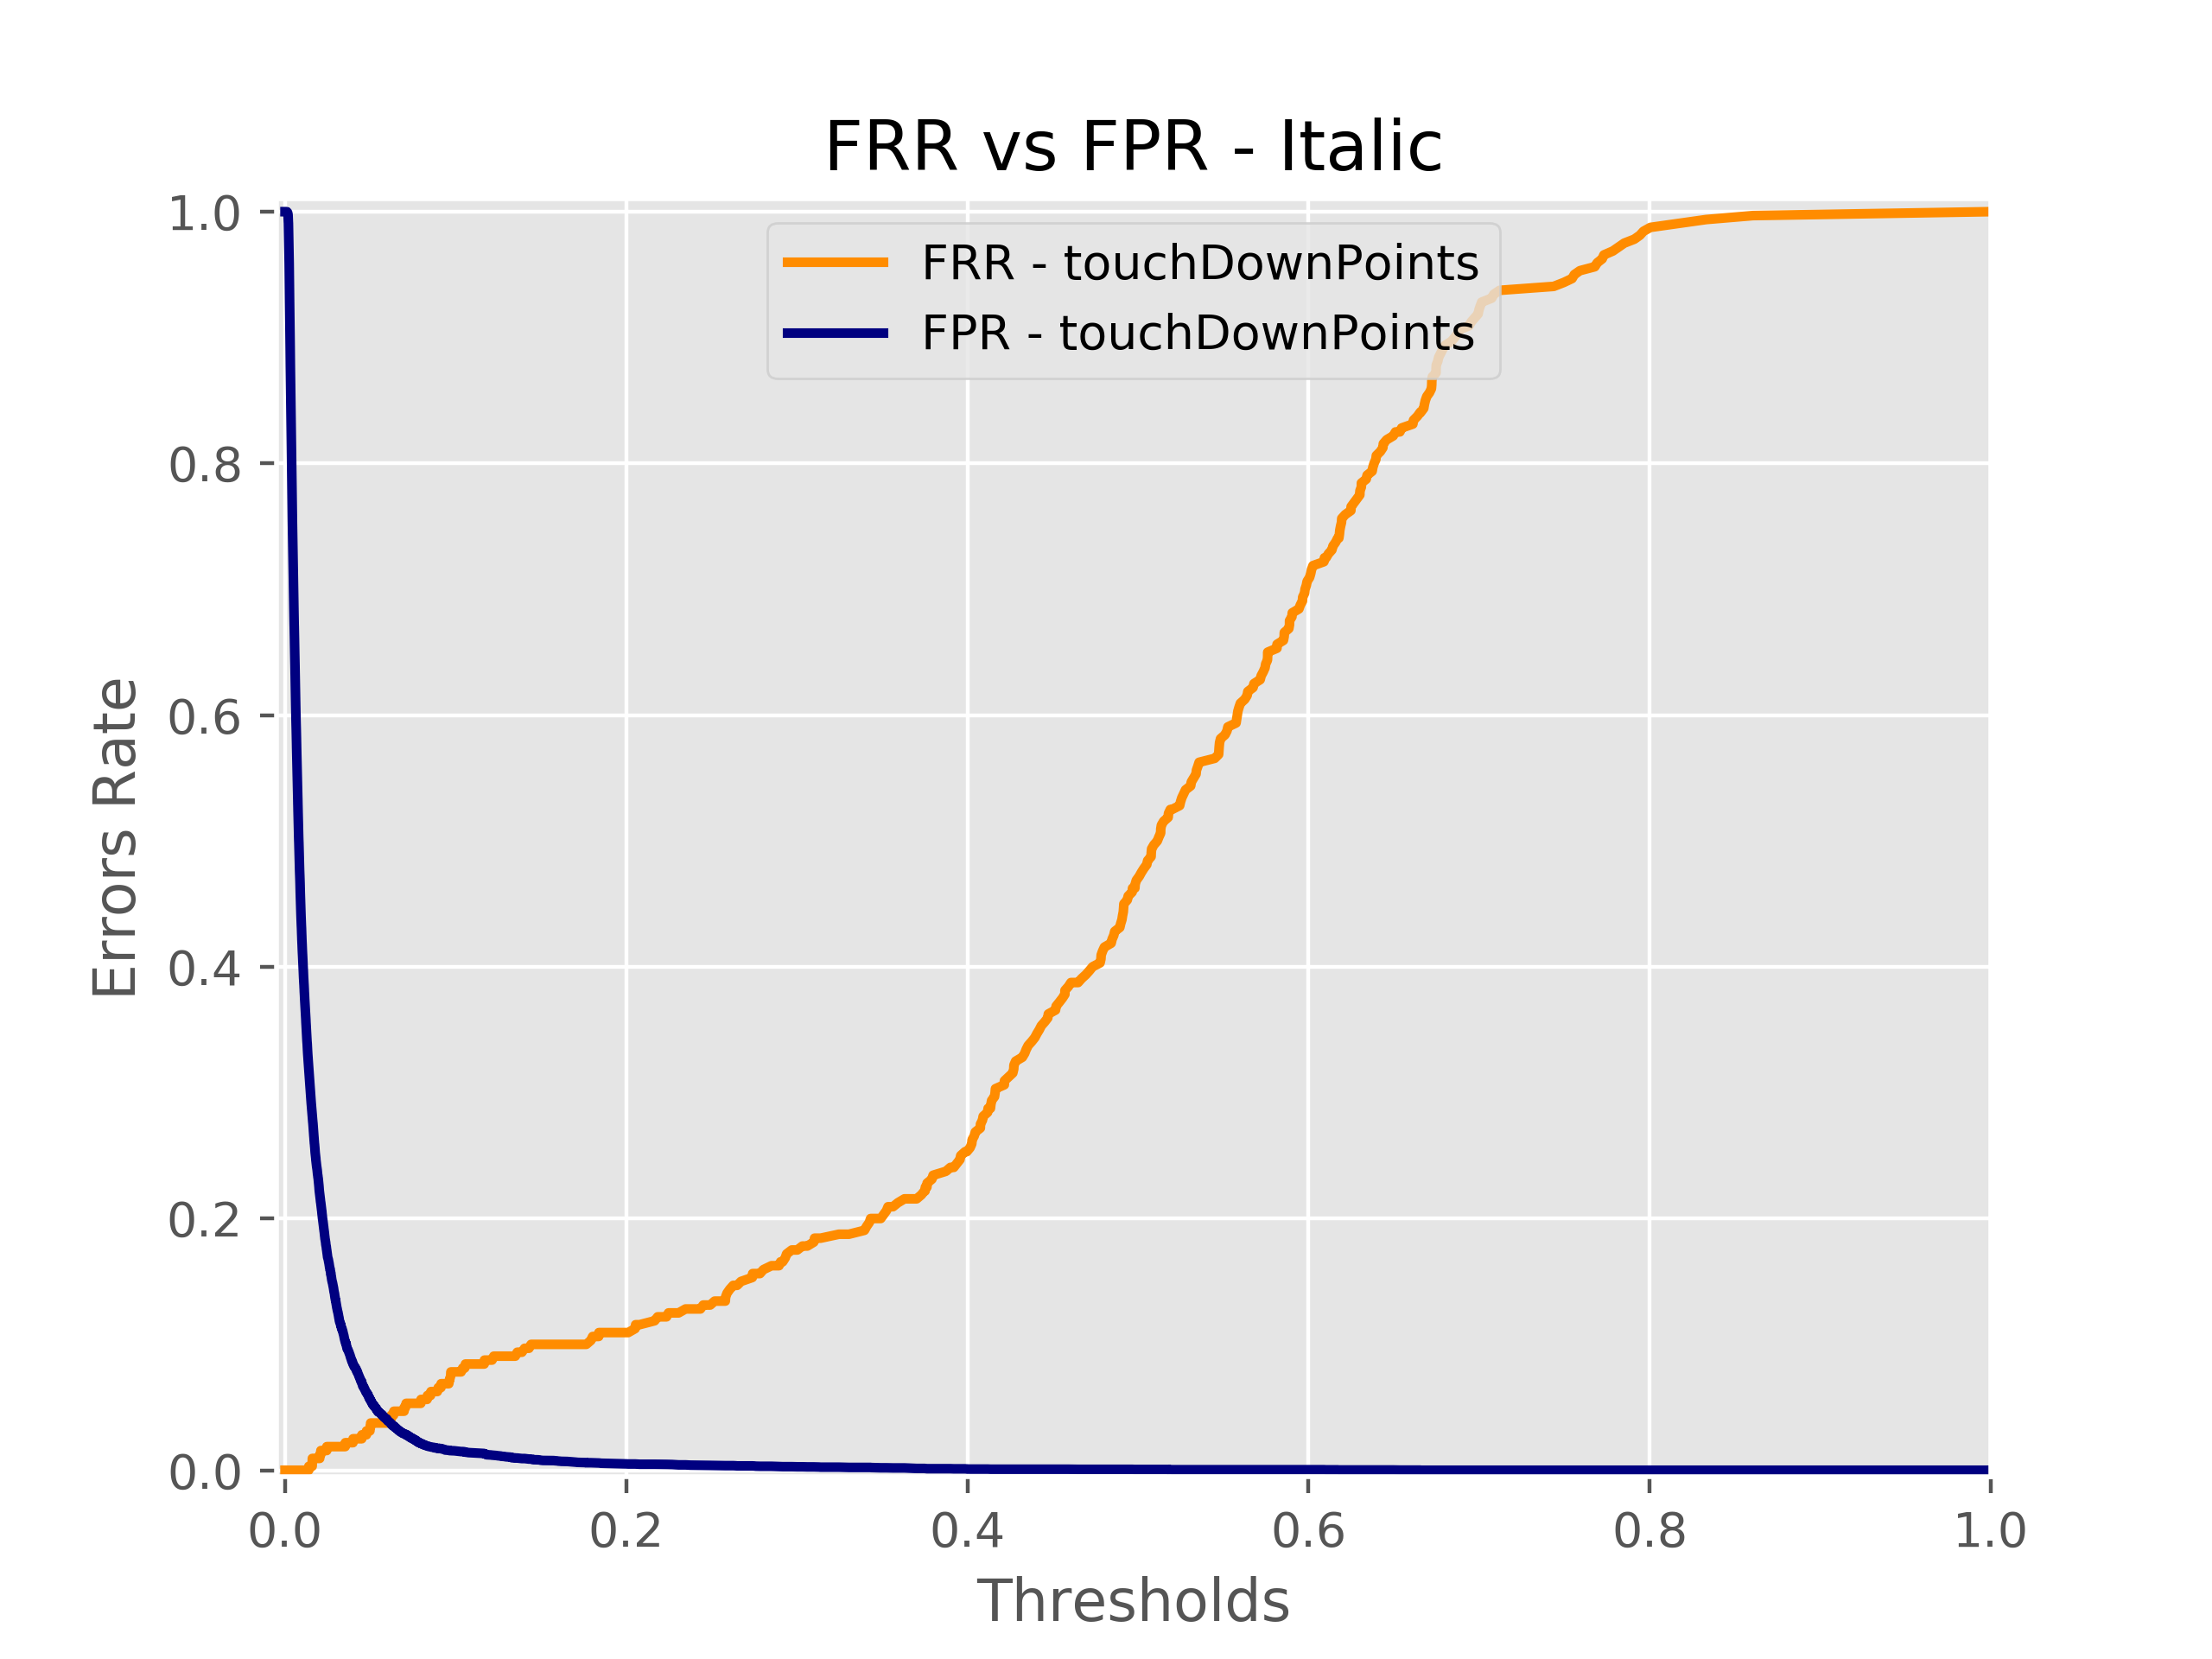 FRR vs FPR - Italic
FRR - touchDownPoints
FPR - touchDownPoints
Errors Rate
1.0
0.8
0.6
0.4
0.2
0.0
0.0 0.2 0.4 0.6 0.8 1.0
Thresholds